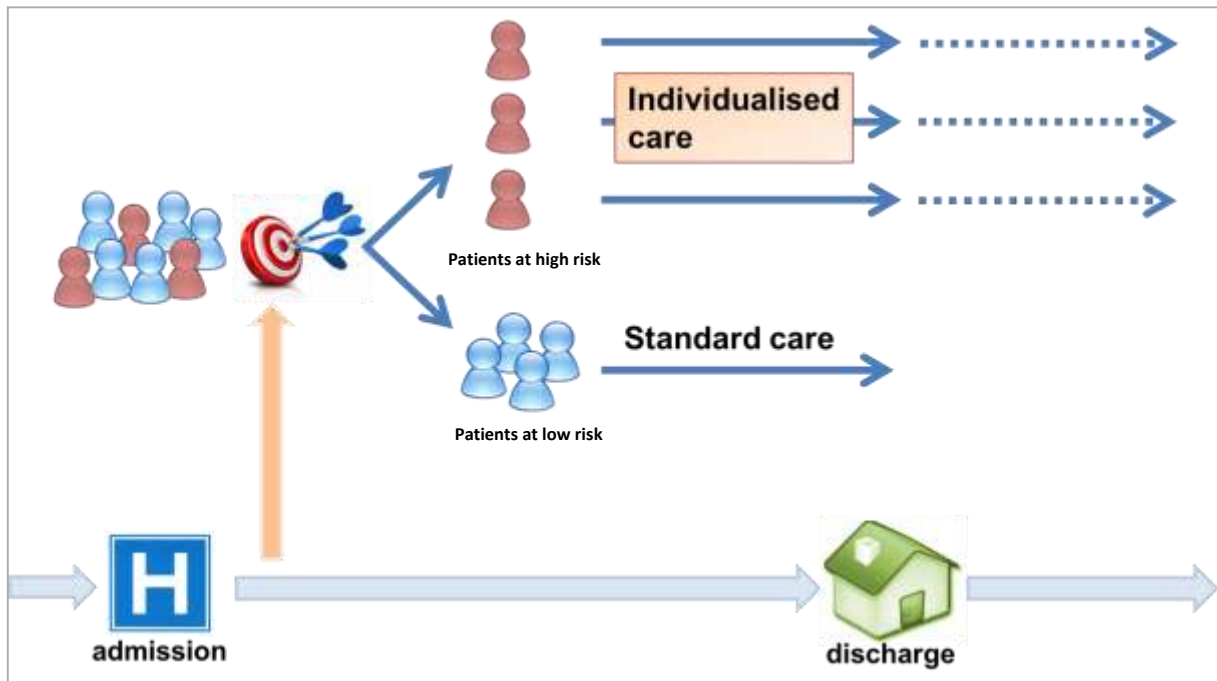 Individualised
care
Patients at high risk
Standard care
Patients at low risk
H
admission
discharge